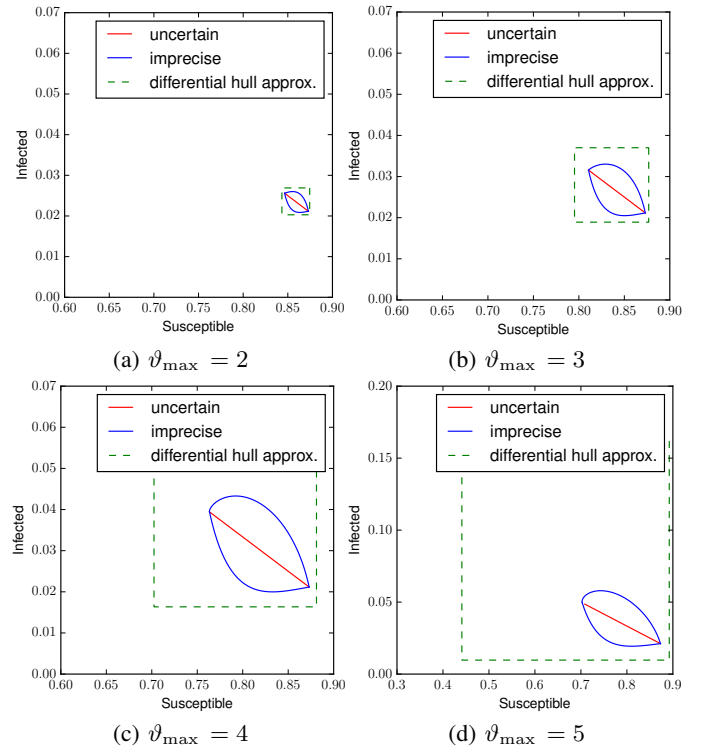 0.07
0.06
0.05
0.04
0.03
0.02
0.01
0.00
Infected
uncertain
imprecise
differential hull approx.
0.60 0.65 0.70 0.75 0.80 0.85 0.90
Susceptible
(a) ϑmax = 2
0.07
0.06
0.05
0.04
0.03
0.02
0.01
0.00
Infected
uncertain
imprecise
differential hull approx.
0.60 0.65 0.70 0.75 0.80 0.85 0.90
Susceptible
(b) ϑmax = 3
0.07
0.06
0.05
0.04
0.03
0.02
0.01
0.00
Infected
uncertain
imprecise
differential hull approx.
0.60 0.65 0.70 0.75 0.80 0.85 0.90
Susceptible
(c) ϑmax = 4
0.20
0.15
0.10
0.05
0.00
Infected
uncertain
imprecise
differential hull approx.
0.3 0.4 0.5 0.6 0.7 0.8 0.9
Susceptible
(d) ϑmax = 5